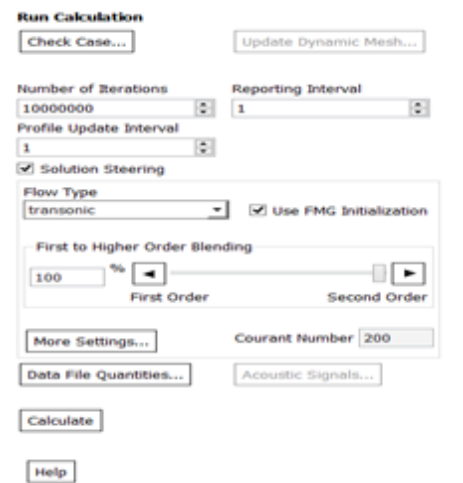 Run Calculation
Check Case... Update Dynamic Mesh...
Number of Iterations Reporting Interval
10000000 1
Profile Update Interval
1
Solution Steering
Flow Type
transonic Use FMG Initialization
First to Higher Order Blending
100 %
First Order Second Order
More Settings... Courant Number 200
Data File Quantities... Acoustic Signals...
Calculate
Help